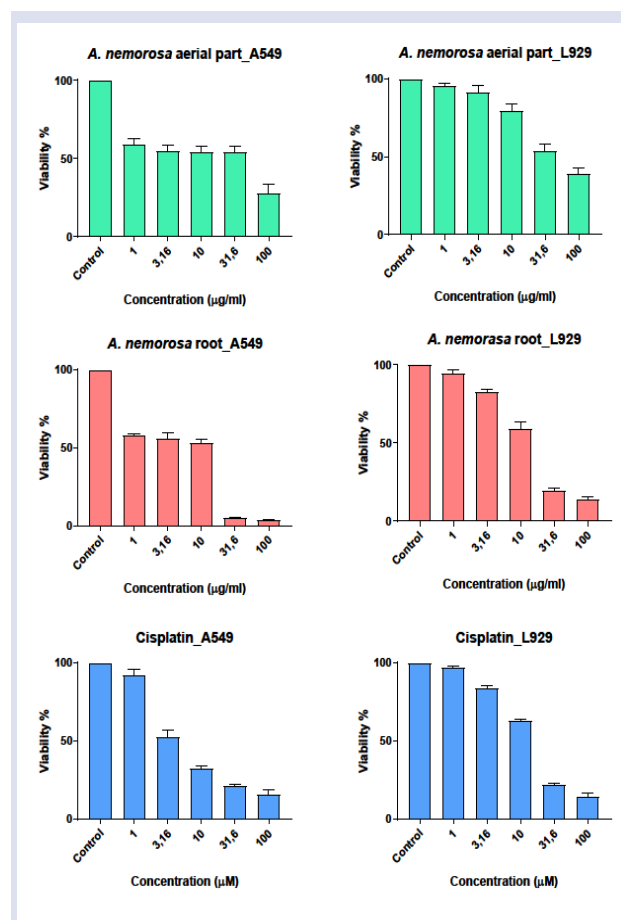 A. nemorosa aerial part_A549
Viability %
100
50
0
Control
1
3,16
10
31,6
100
Concentration (µg/ml)
A. nemorosa aerial part_L929
Viability %
100
50
0
Control
1
3,16
10
31,6
100
Concentration (µg/ml)
A. nemorosa root_A549
Viability %
100
50
0
Control
1
3,16
10
31,6
100
Concentration (µg/ml)
A. nemorasa root_L929
Viability %
100
50
0
Control
1
3,16
10
31,6
100
Concentration (µg/ml)
Cisplatin_A549
Viability %
100
50
0
Control
1
3,16
10
31,6
100
Concentration (µM)
Cisplatin_L929
Viability %
100
50
0
Control
1
3,16
10
31,6
100
Concentration (µM)